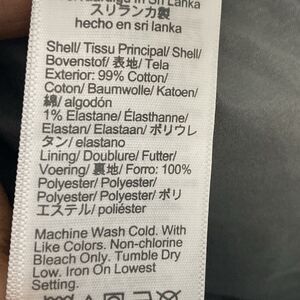 in Sri Lanka
スリランカ製
hecho en sri lanka
Shell/ Tissu Principal/ Shell/
Bovenstof/ 表地/ Tela
Exterior: 99% Cotton/
Coton/ Baumwolle/ Katoen/
綿/ algodón
1% Elastane/ Élasthanne/
Elastan/ Elastaan/ ポリウレ
タン/ elastano
Lining/ Doublure/ Futter/
Voering/ 裏地/ Forro: 100%
Polyester/ Polyester/
Polyester/ Polyester/ ポリ
エステル/ poliéster
Machine Wash Cold. With
Like Colors. Non-chlorine
Bleach Only. Tumble Dry
Low. Iron On Lowest
Setting.